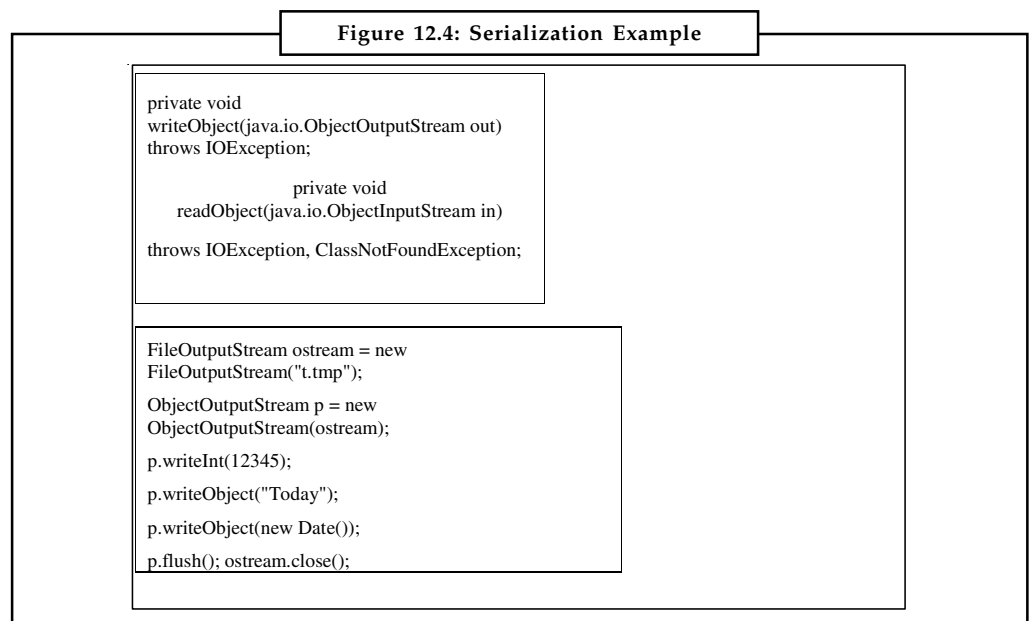 Figure 12.4: Serialization Example
private void
writeObject(java.io.ObjectOutputStream out)
throws IOException;
private void
readObject(java.io.ObjectInputStream in)
throws IOException, ClassNotFoundException;
FileOutputStream ostream = new
FileOutputStream("t.tmp");
ObjectOutputStream p = new
ObjectOutputStream(ostream);
p.writeInt(12345);
p.writeObject("Today");
p.writeObject(new Date());
p.flush(); ostream.close();